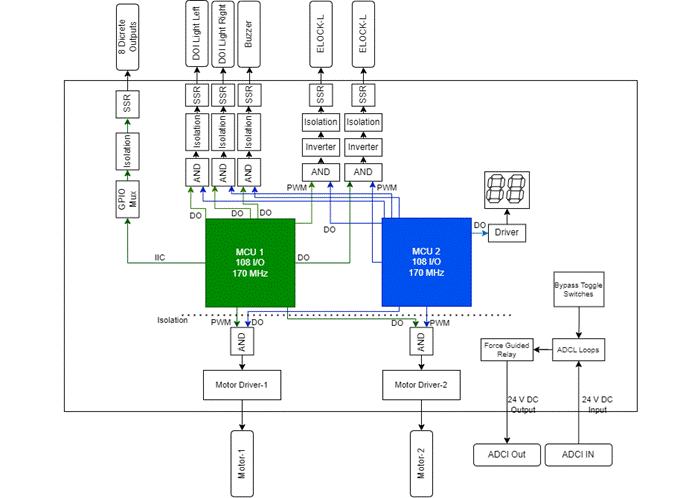 8 Dicrete
Outputs
DOI Light Left
DOI Light Right
Buzzer
ELOCK-L
ELOCK-L
SSR
SSR
SSR
SSR
SSR
SSR
Isolation
Isolation
Isolation
Isolation
Isolation
Isolation
Inverter
Inverter
GPIO
Mux
AND
AND
AND
AND
AND
PWM
PWM
88
DO
DO
DO
DO
DO
Driver
MCU 1
108 I/O
170 MHz
MCU 2
108 I/O
170 MHz
IIC
DO
Bypass Toggle
Switches
Isolation
PWM
DO
DO
PWM
AND
AND
Force Guided
Relay
ADCL Loops
Motor Driver-1
Motor Driver-2
24 V DC
Output
24 V DC
Input
Motor-1
Motor-2
ADCI Out
ADCI IN